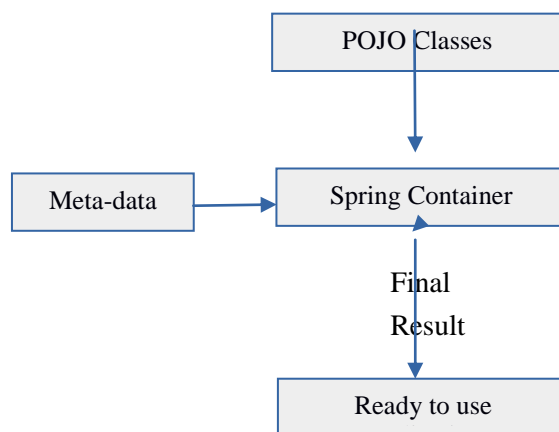 POJO Classes
Meta-data
Spring Container
Final
Result
Ready to use